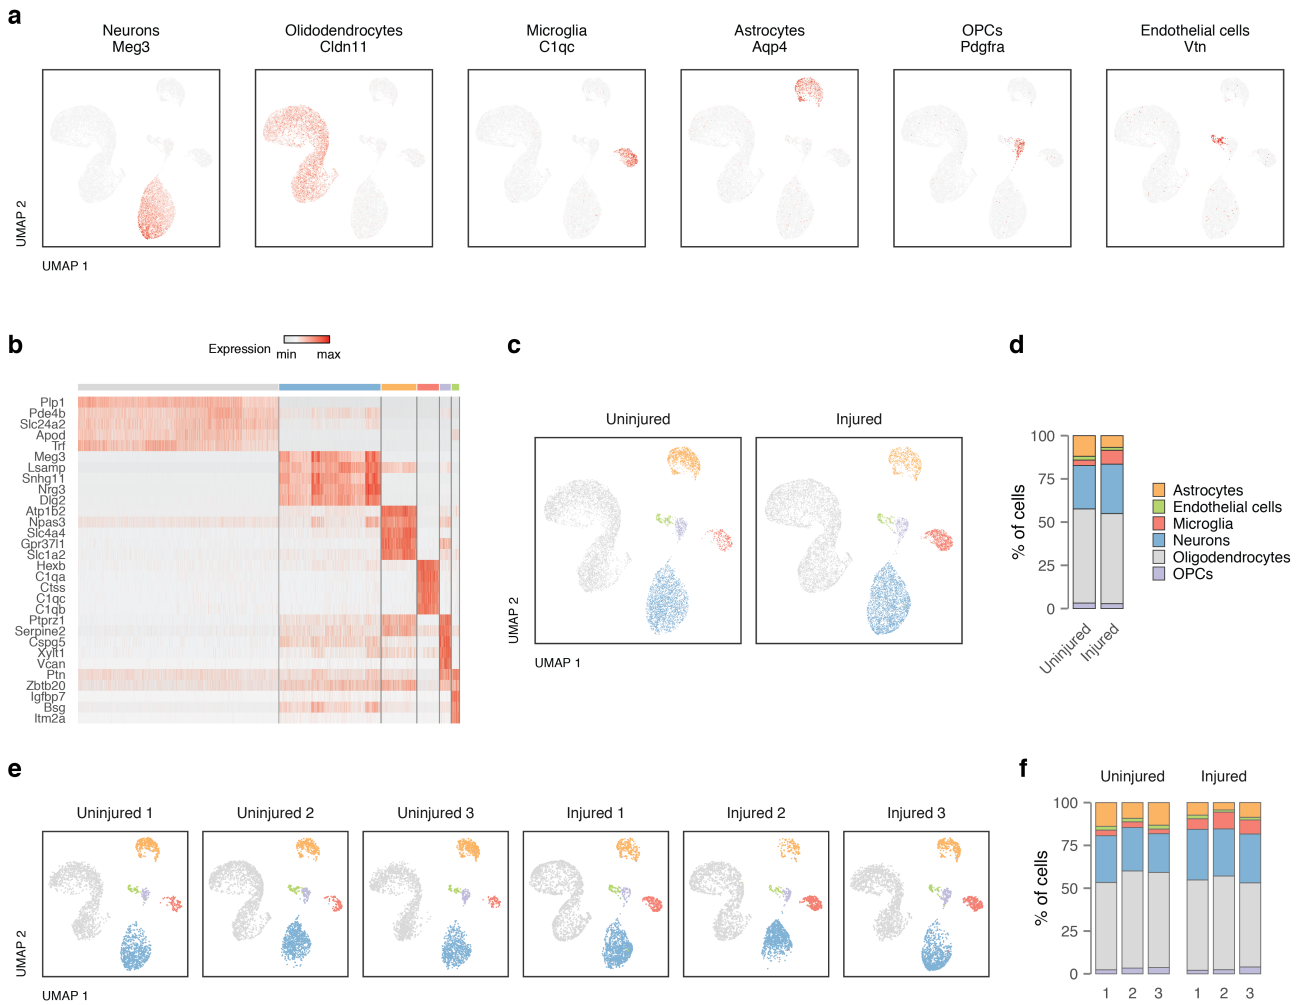 a
Neurons
Meg3
Olidodendrocytes
Cldn11
Microglia
C1qc
Astrocytes
Aqp4
OPCs
Pdgfra
Endothelial cells
Vtn
UMAP 2
UMAP 1
b
Expression
min
max
Plp1
Pde4b
Slc24a2
Apod
Trf
Meg3
Lsamp
Snhg11
Nrg3
Dlg2
Atp1b2
Npas3
Slc4a4
Gpr37l1
Slc1a2
Hexb
C1qa
Ctss
C1qc
C1qb
Ptprz1
Serpine2
Cspg5
Xylt1
Vcan
Ptn
Zbtb20
Igfbp7
Bsg
Itm2a
c
Uninjured
Injured
UMAP 2
UMAP 1
d
% of cells
100
75
50
25
0
Uninjured
Injured
Astrocytes
Endothelial cells
Microglia
Neurons
Oligodendrocytes
OPCs
e
Uninjured 1
Uninjured 2
Uninjured 3
Injured 1
Injured 2
Injured 3
UMAP 2
UMAP 1
f
Uninjured
Injured
% of cells
100
75
50
25
0
1 2 3 1 2 3